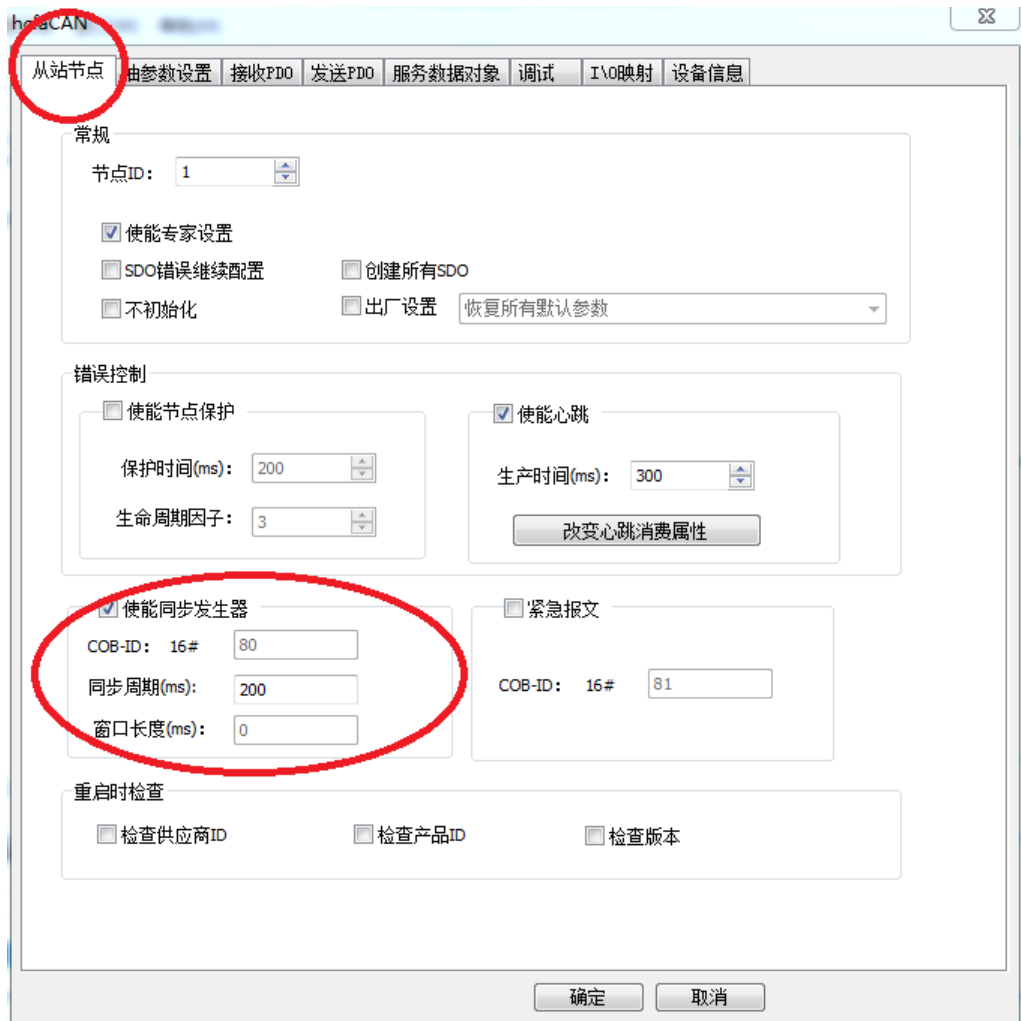 从站节点 轴参数设置 接收PDO 发送PDO 服务数据对象 调试 I\O映射 设备信息
常规
节点ID： 1
使能专家设置
SDO错误继续配置 创建所有SDO
不初始化 出厂设置 恢复所有默认参数
错误控制
使能节点保护 使能心跳
保护时间(ms)： 200 生产时间(ms)： 300
生命周期因子： 3 改变心跳消费属性
使能同步发生器 紧急报文
COB-ID： 16# 80
同步周期(ms): 200 COB-ID： 16# 81
窗口长度(ms)： 0
重启时检查
检查供应商ID 检查产品ID 检查版本
确定 取消